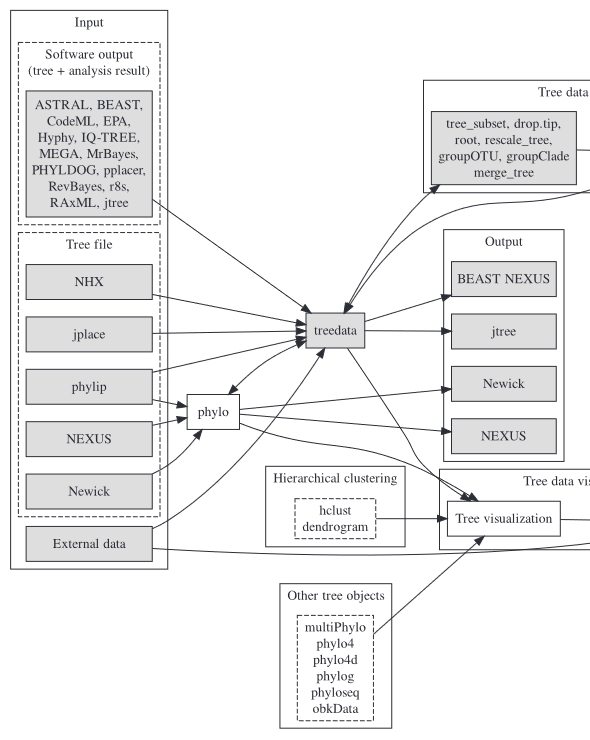 Input
Software output
(tree + analysis result)
ASTRAL, BEAST,
CodeML, EPA,
Hyphy, IQ-TREE,
MEGA, MrBayes,
PHYLDOG, pplacer,
RevBayes, r8s,
RAxML, jtree
Tree file
NHX
jplace
phylip
NEXUS
Newick
External data
phylo
treedata
Tree data
tree_subset, drop.tip,
root, rescale_tree,
groupOTU, groupClade
merge_tree
Output
BEAST NEXUS
jtree
Newick
NEXUS
Hierarchical clustering
hclust
dendrogram
Tree data vis
Tree visualization
Other tree objects
multiPhylo
phylo4
phylo4d
phylog
phyloseq
obkData